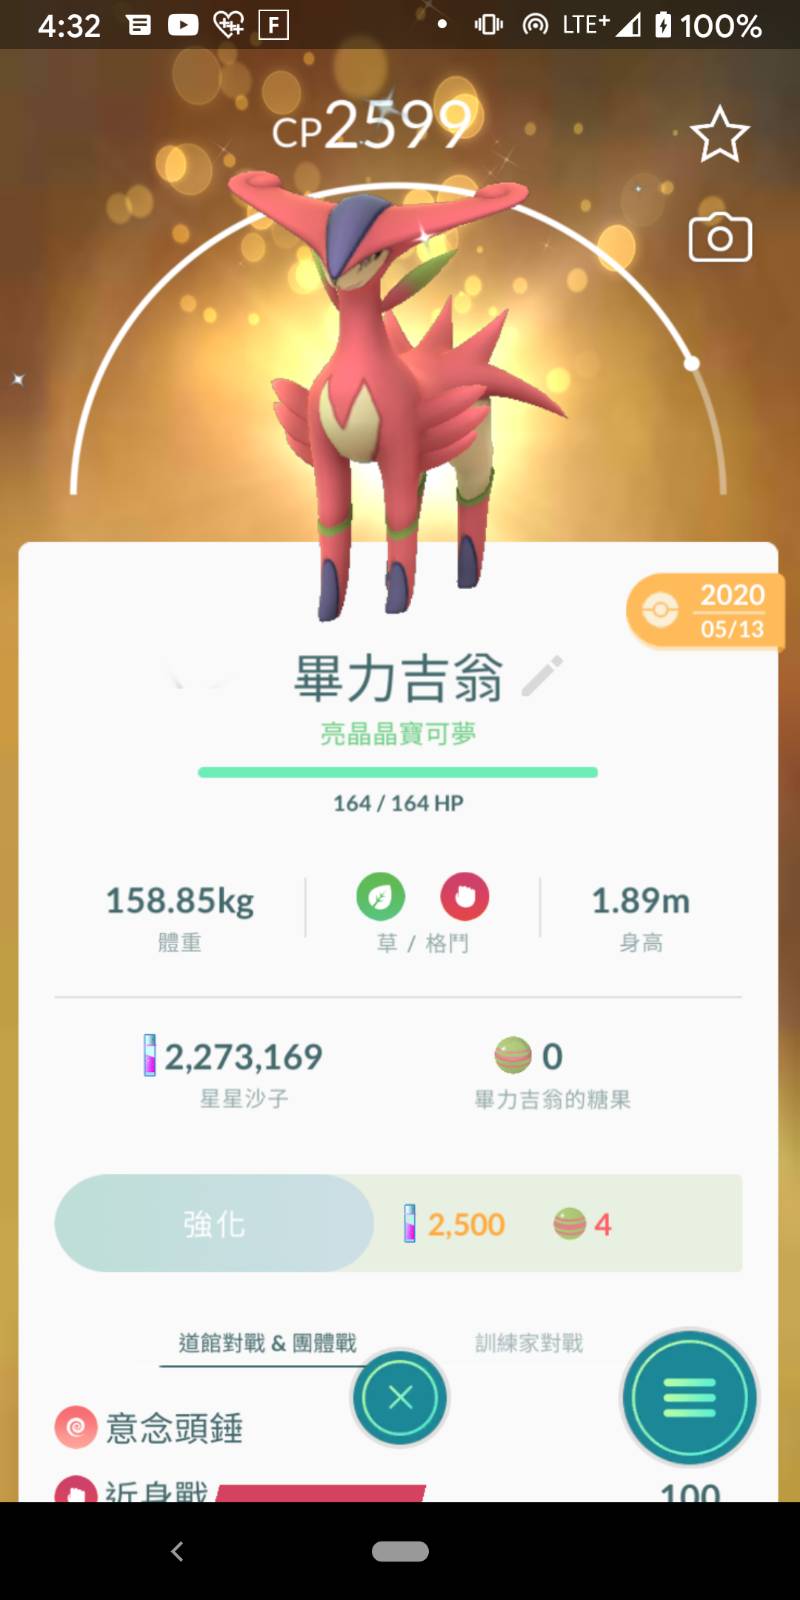 4:32 F LTE+ 100%
CP2599
2020
05/13
畢力吉翁
亮晶晶寶可夢
164 / 164 HP
158.85kg 1.89m
體重 草 / 格鬥 身高
2,273,169 0
星星沙子 畢力吉翁的糖果
強化 2,500 4
道館對戰 & 團體戰 訓練家對戰
意念頭錘
近身戰 100